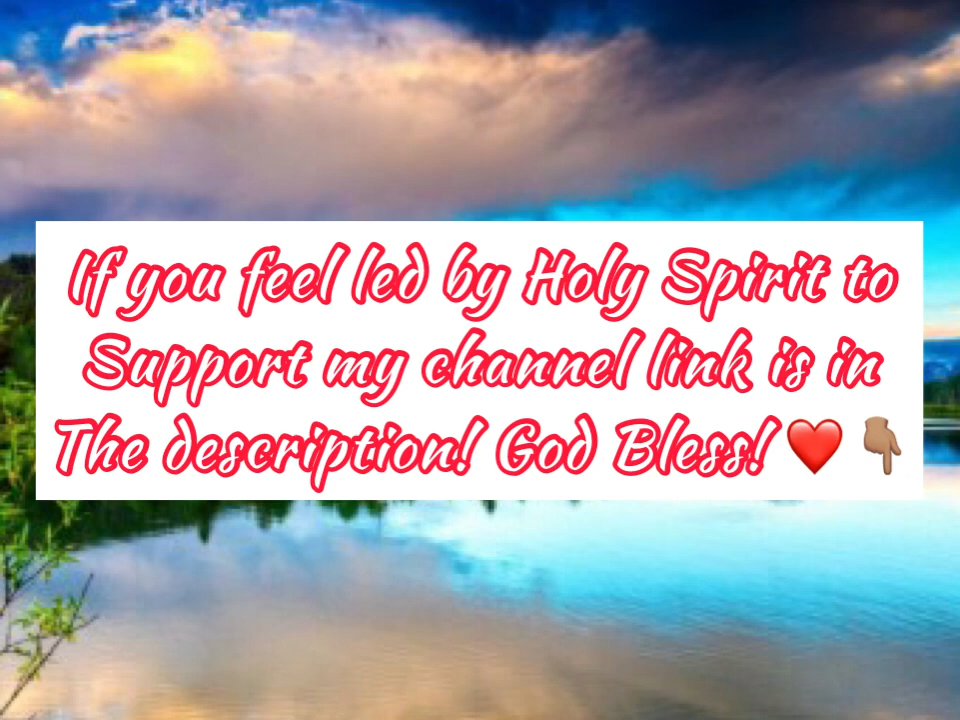 If you feel led by Holy Spirit to
Support my channel link is in
The description! God Bless! ❤️👇🏽